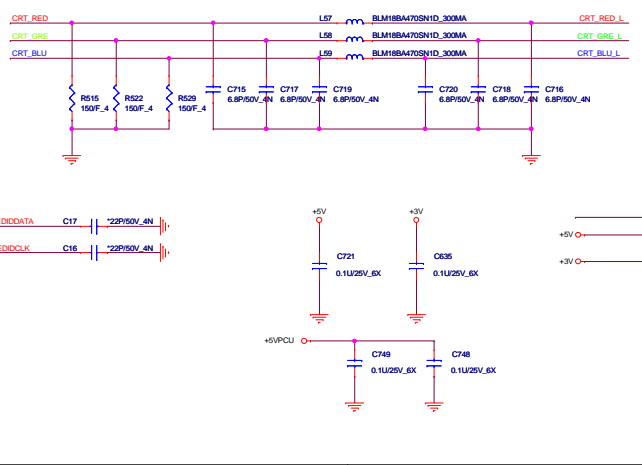 CRT_RED L57 BLM18BA470SN1D_300MA CRT_RED_L
CRT_GRE L58 BLM18BA470SN1D_300MA CRT_GRE_L
CRT_BLU L59 BLM18BA470SN1D_300MA CRT_BLU_L
R515 R522 R529 C715 C717 C719 C720 C718 C716
150/F_4 150/F_4 150/F_4 6.8P/50V_4N 6.8P/50V_4N 6.8P/50V_4N 6.8P/50V_4N 6.8P/50V_4N 6.8P/50V_4N
EDIDDATA C17 *22P/50V_4N
EDIDCLK C16 *22P/50V_4N
+5V +3V
+5V
+3V
C721 C635
0.1U/25V_6X 0.1U/25V_6X
+5VPCU
C749 C748
0.1U/25V_6X 0.1U/25V_6X